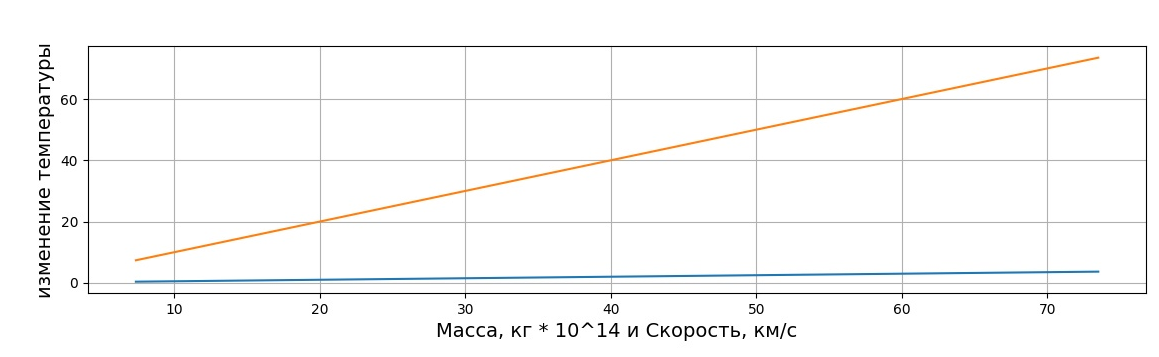 изменение температуры
60
40
20
0
10 20 30 40 50 60 70
Масса, кг * 10^14 и Скорость, км/с